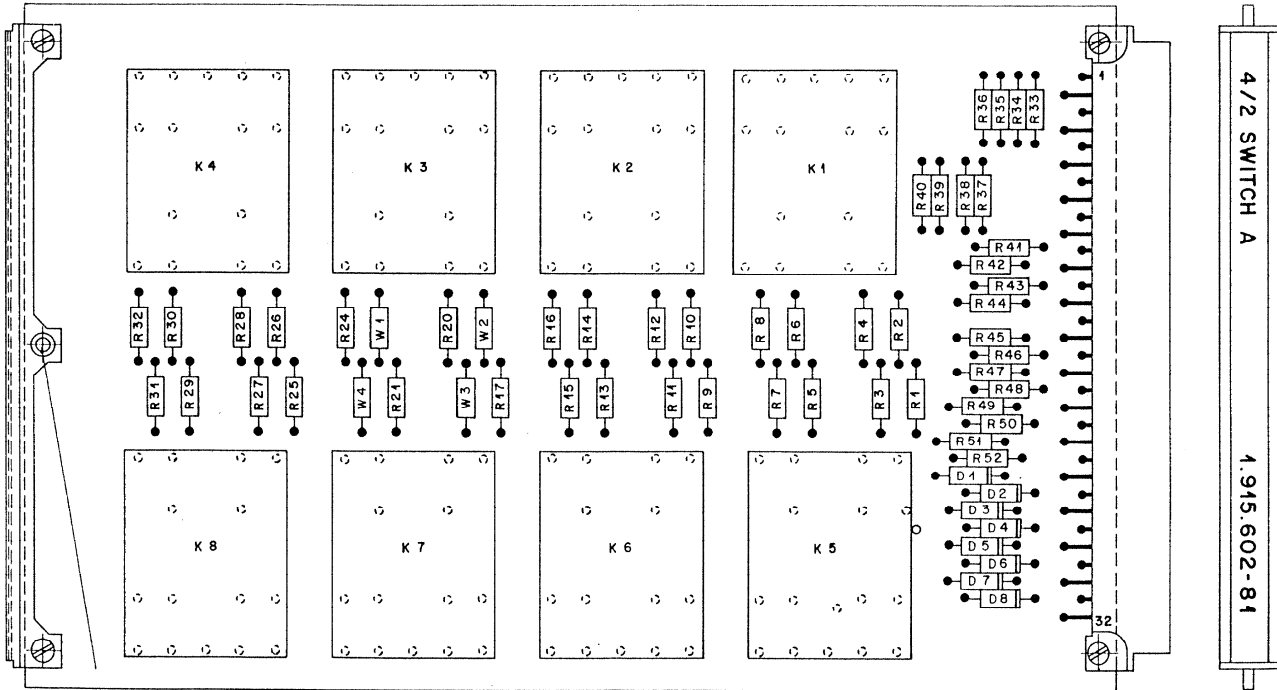 1
R36 R35 R34 R33
K4 K3 K2 K1
R40 R39 R38 R37
R41
R42
R43
R44
R32 R30 R28 R26 R24 W1 R20 W2 R16 R14 R12 R10 R8 R6 R4 R2
R45
R46
R47
R31 R29 R27 R25 W4 R21 W3 R17 R15 R13 R11 R9 R7 R5 R3 R1
R48
R49
R50
R51
R52
D1
D2
D3
D4
K8 K7 K6 K5
D5
D6
D7
D8
32
4/2 SWITCH A
1.915.602-81